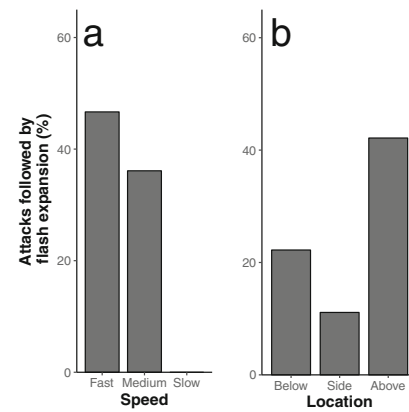 a
b
Attacks followed by
flash expansion (%)
60
40
20
0
Fast Medium Slow
Speed
60
40
20
0
Below Side Above
Location